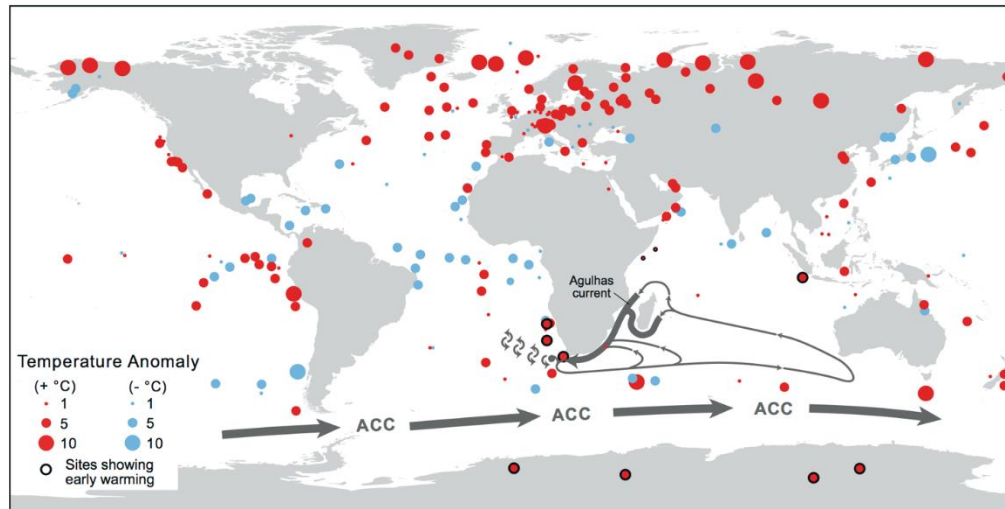 Agulhas
current
Temperature Anomaly
(+ °C) (- °C)
1 1
5 5
10 10
Sites showing
early warming
ACC ACC ACC